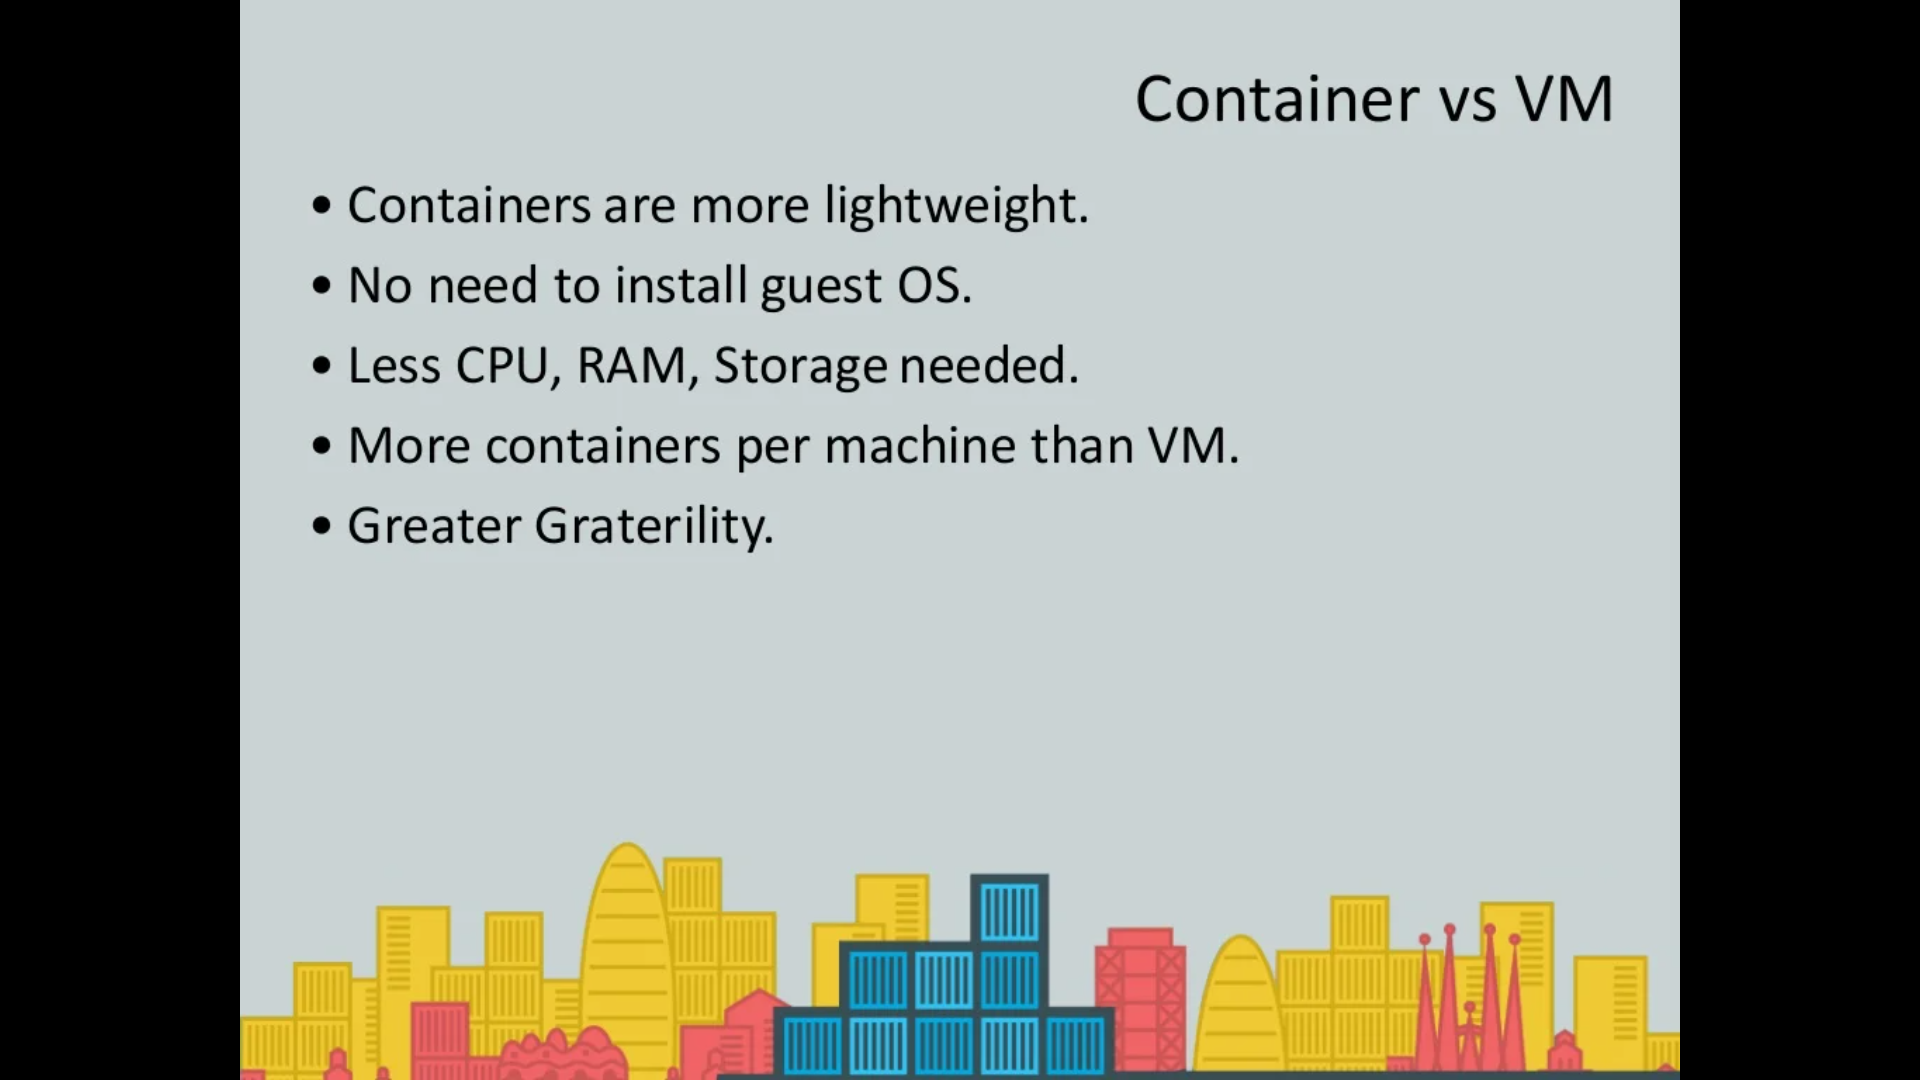 Container vs VM
• Containers are more lightweight.
• No need to install guest OS.
• Less CPU, RAM, Storage needed.
• More containers per machine than VM.
• Greater Graterility.